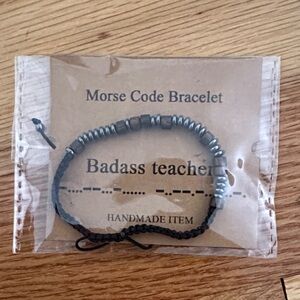 Morse Code Bracelet
Badass teacher
HANDMADE ITEM